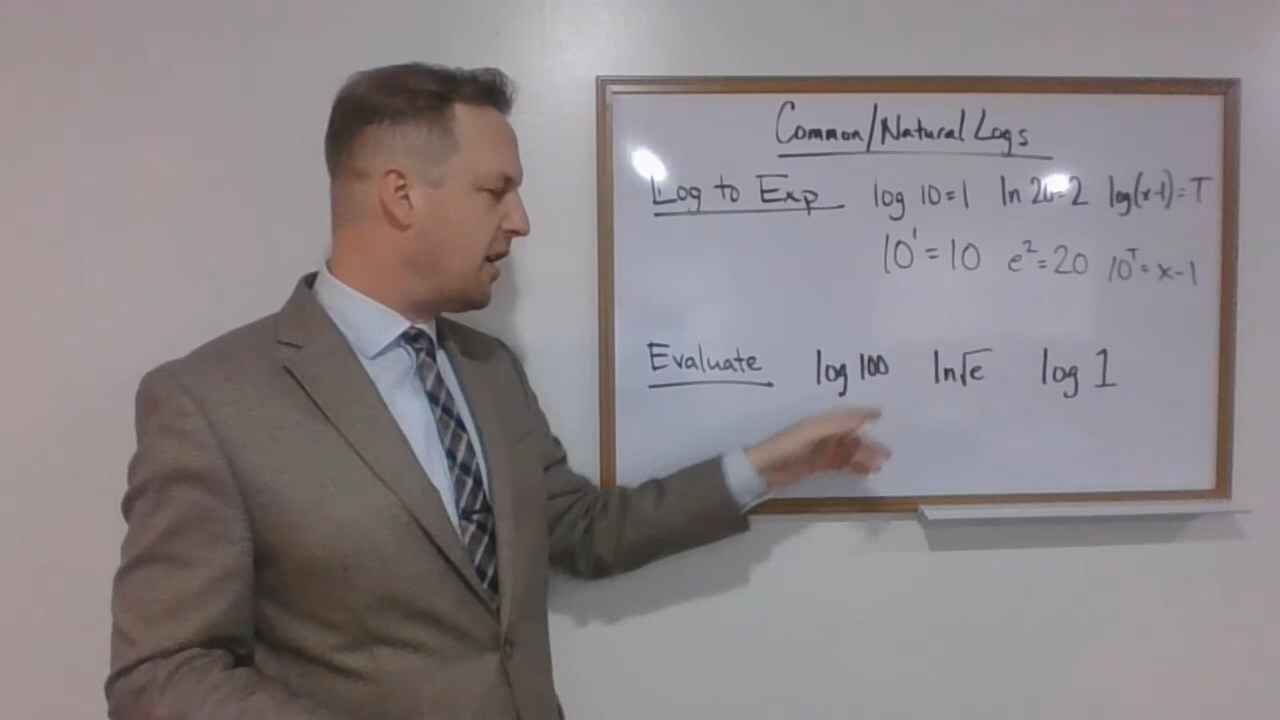 Common/Natural Logs
Log to Exp log 10=1 ln 20=2 log(x-1)=T
10¹=10 e²=20 10ᵀ=x-1
Evaluate log 100 ln√e log 1